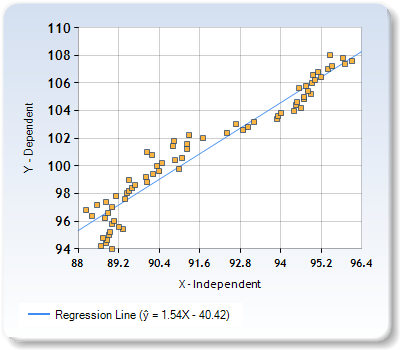 110
108
106
104
102
100
98
96
94
Y - Dependent
88 89.2 90.4 91.6 92.8 94 95.2 96.4
X - Independent
Regression Line (ŷ = 1.54X - 40.42)